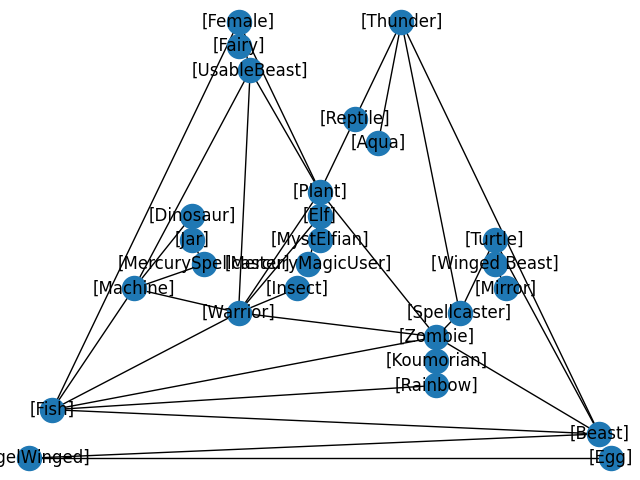 [Female]
[Thunder]
[Fairy]
[UsableBeast]
[Reptile]
[Aqua]
[Plant]
[Dinosaur]
[Elf]
[Jar]
[MystElfian]
[Turtle]
[MercurySpellcaster]
[MercuryMagicUser]
[Winged Beast]
[Machine]
[Insect]
[Mirror]
[Warrior]
[Spellcaster]
[Zombie]
[Koumorian]
[Rainbow]
[Fish]
[Beast]
gelWinged]
[Egg]